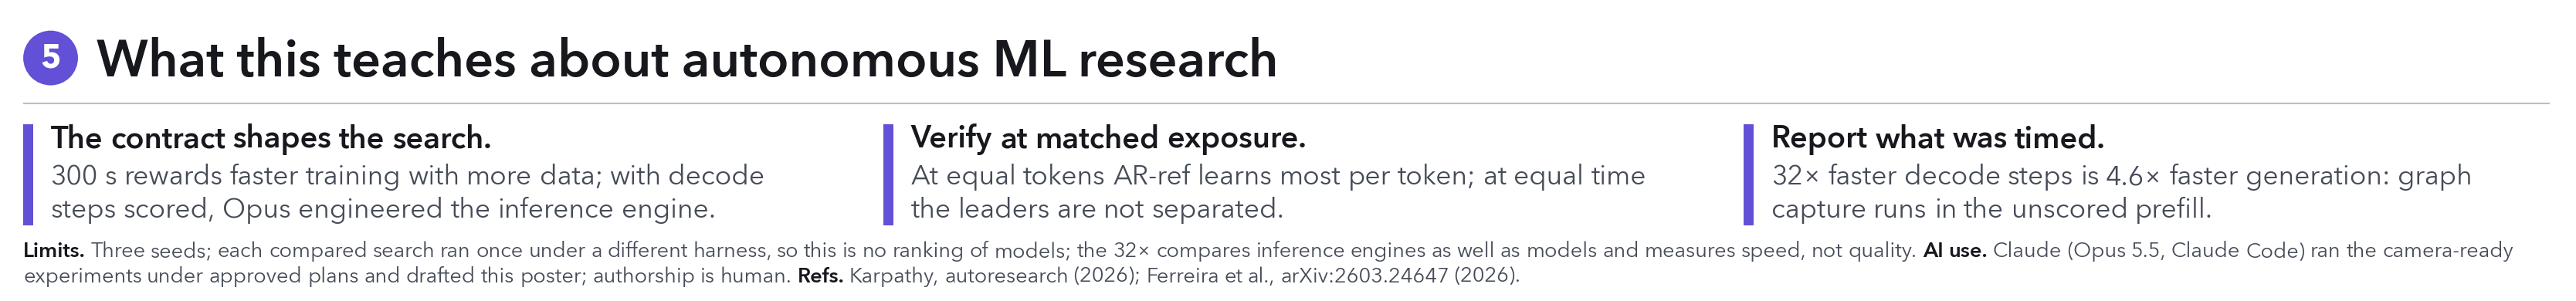 5 What this teaches about autonomous ML research
The contract shapes the search.
300 s rewards faster training with more data; with decode
steps scored, Opus engineered the inference engine.
Verify at matched exposure.
At equal tokens AR-ref learns most per token; at equal time
the leaders are not separated.
Report what was timed.
32× faster decode steps is 4.6× faster generation: graph
capture runs in the unscored prefill.
Limits. Three seeds; each compared search ran once under a different harness, so this is no ranking of models; the 32× compares inference engines as well as models and measures speed, not quality. AI use. Claude (Opus 5.5, Claude Code) ran the camera-ready
experiments under approved plans and drafted this poster; authorship is human. Refs. Karpathy, autoresearch (2026); Ferreira et al., arXiv:2603.24647 (2026).